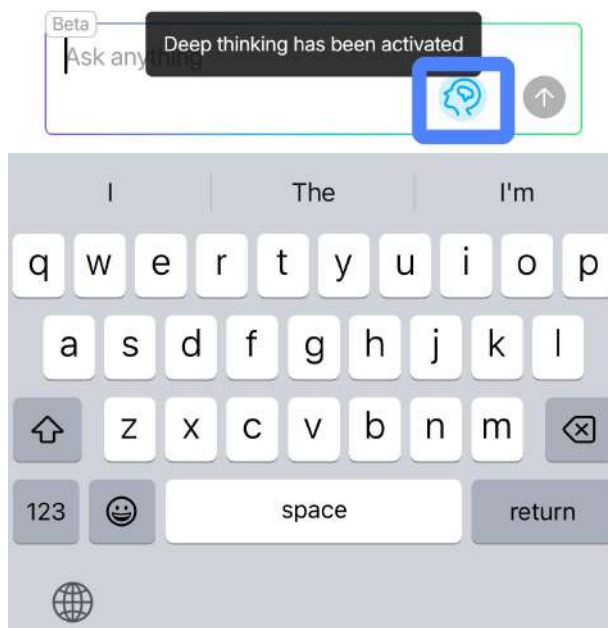 Beta
Deep thinking has been activated
Ask anything
I The I'm
q w e r t y u i o p
a s d f g h j k l
z x c v b n m
123 space return